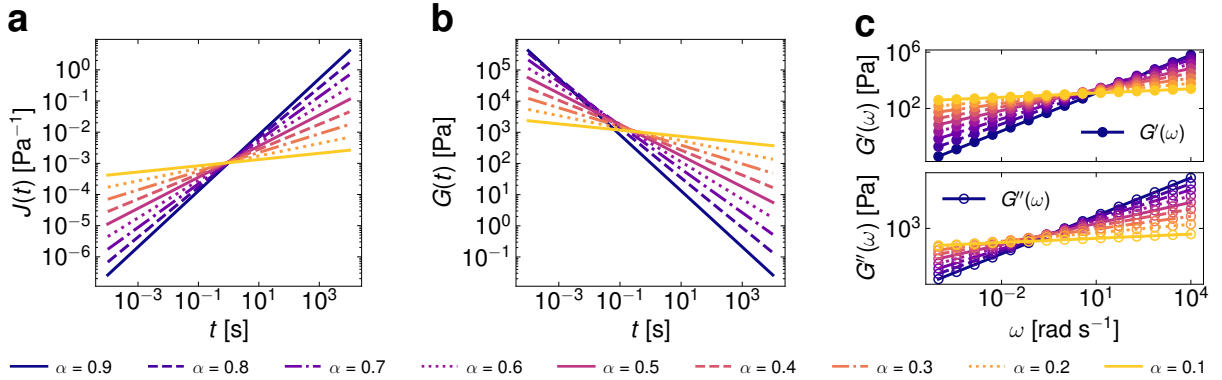 a
J(t) [Pa⁻¹]
10⁰
10⁻¹
10⁻²
10⁻³
10⁻⁴
10⁻⁵
10⁻⁶
10⁻³ 10⁻¹ 10¹ 10³
t [s]
b
G(t) [Pa]
10⁵
10⁴
10³
10²
10¹
10⁰
10⁻¹
10⁻³ 10⁻¹ 10¹ 10³
t [s]
c
G′(ω) [Pa]
10⁶
10²
G′(ω)
G′′(ω) [Pa]
10³
G′′(ω)
10⁻² 10¹ 10⁴
ω [rad s⁻¹]
α = 0.9 α = 0.8 α = 0.7 α = 0.6 α = 0.5 α = 0.4 α = 0.3 α = 0.2 α = 0.1